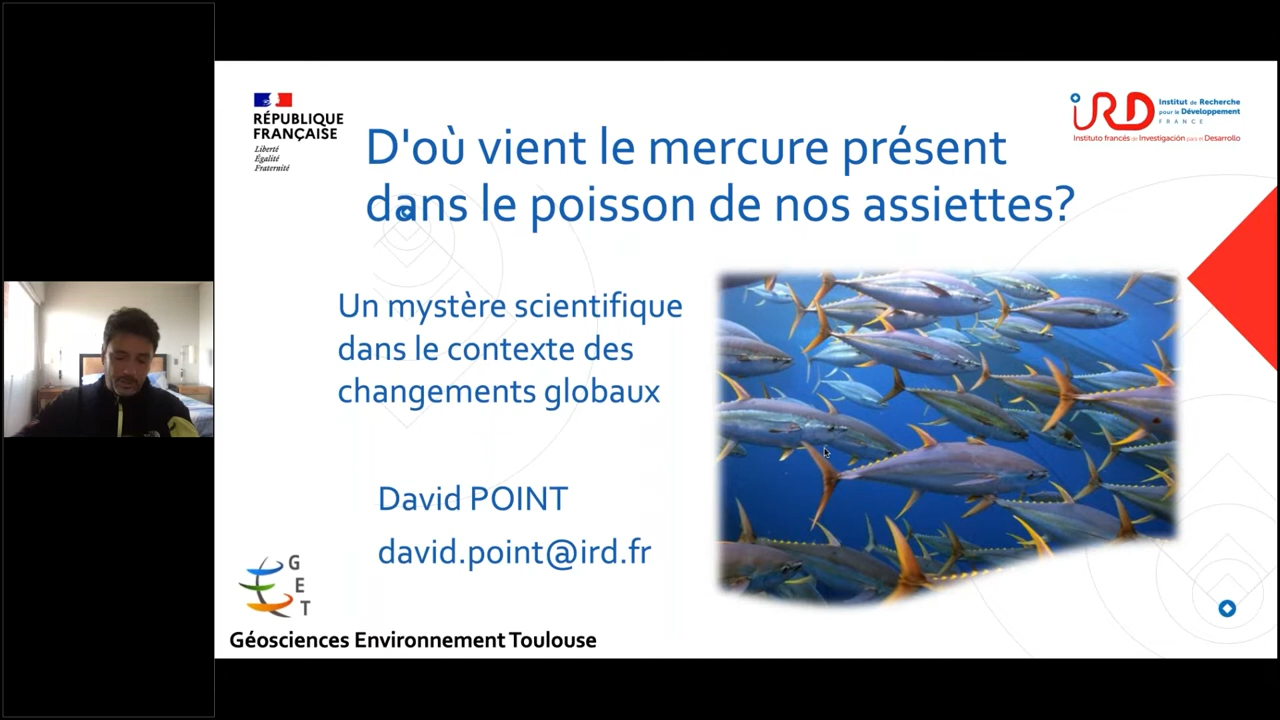 RÉPUBLIQUE
FRANÇAISE
Liberté
Égalité
Fraternité
iRD
Institut de Recherche
pour le Développement
FRANCE
Instituto francés de Investigación para el Desarrollo
D'où vient le mercure présent
dans le poisson de nos assiettes?
Un mystère scientifique
dans le contexte des
changements globaux
David POINT
david.point@ird.fr
G
E
T
Géosciences Environnement Toulouse